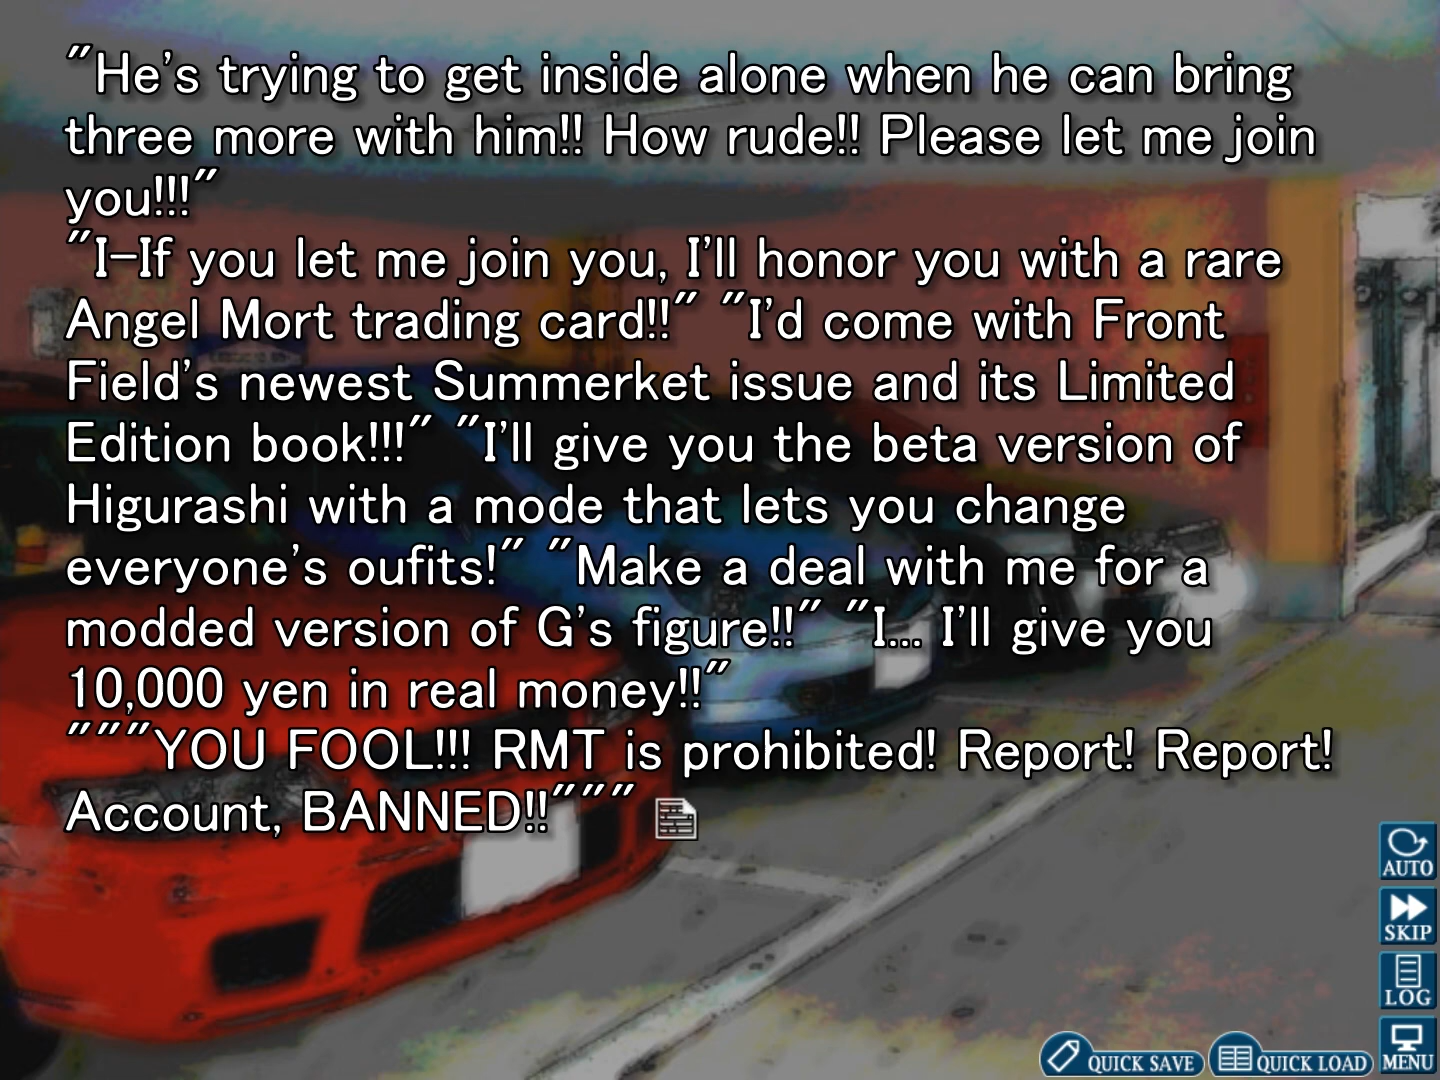 "He's trying to get inside alone when he can bring
three more with him!! How rude!! Please let me join
you!!!"
"I-If you let me join you, I'll honor you with a rare
Angel Mort trading card!!" "I'd come with Front
Field's newest Summerket issue and its Limited
Edition book!!!" "I'll give you the beta version of
Higurashi with a mode that lets you change
everyone's oufits!" "Make a deal with me for a
modded version of G's figure!!" "I... I'll give you
10,000 yen in real money!!"
"""YOU FOOL!!! RMT is prohibited! Report! Report!
Account, BANNED!!"""
AUTO
SKIP
LOG
MENU
QUICK SAVE
QUICK LOAD